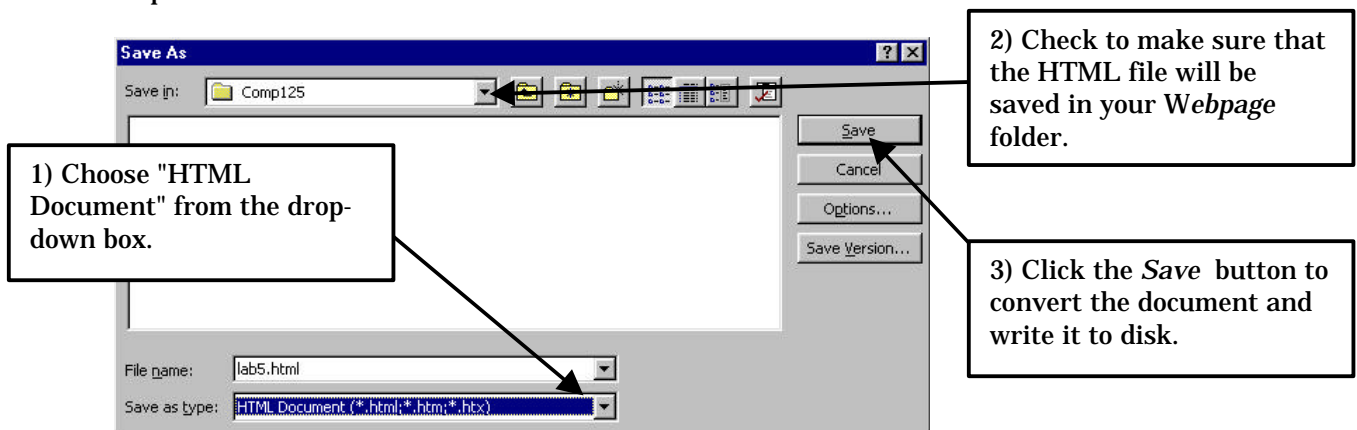 Save As
Save in: Comp125
Save
Cancel
Options...
Save Version...
File name: lab5.html
Save as type: HTML Document (*.html;*.htm;*.htx)
1) Choose "HTML
Document" from the drop-
down box.
2) Check to make sure that
the HTML file will be
saved in your Webpage
folder.
3) Click the Save button to
convert the document and
write it to disk.